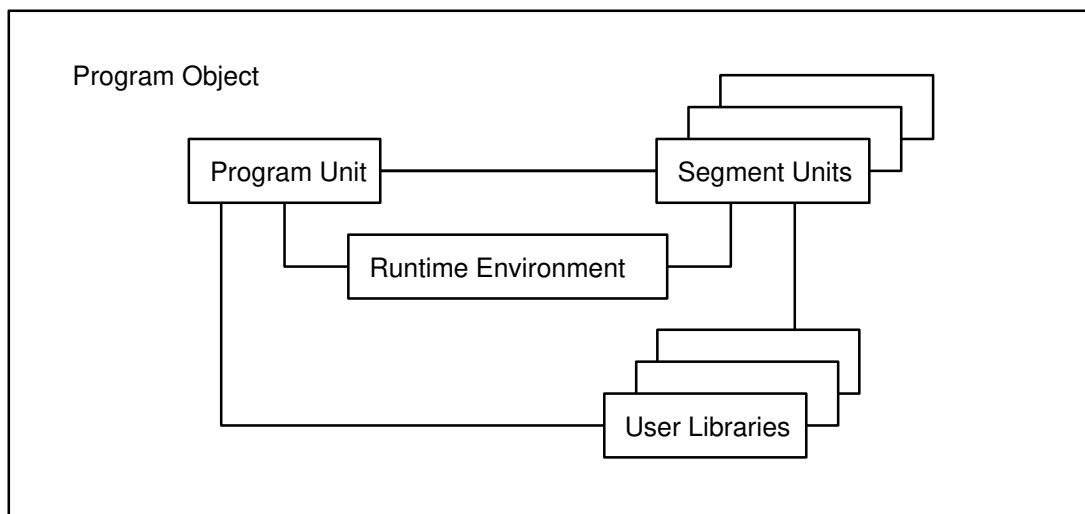 Program Object
Program Unit
Segment Units
Runtime Environment
User Libraries